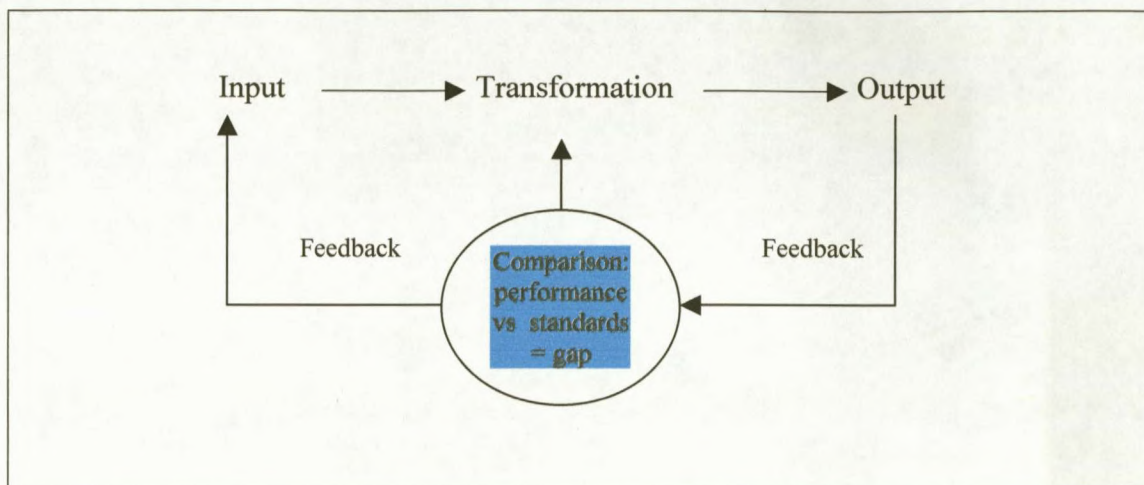 Input Transformation Output
Feedback Feedback
Comparison:
performance
vs standards
= gap